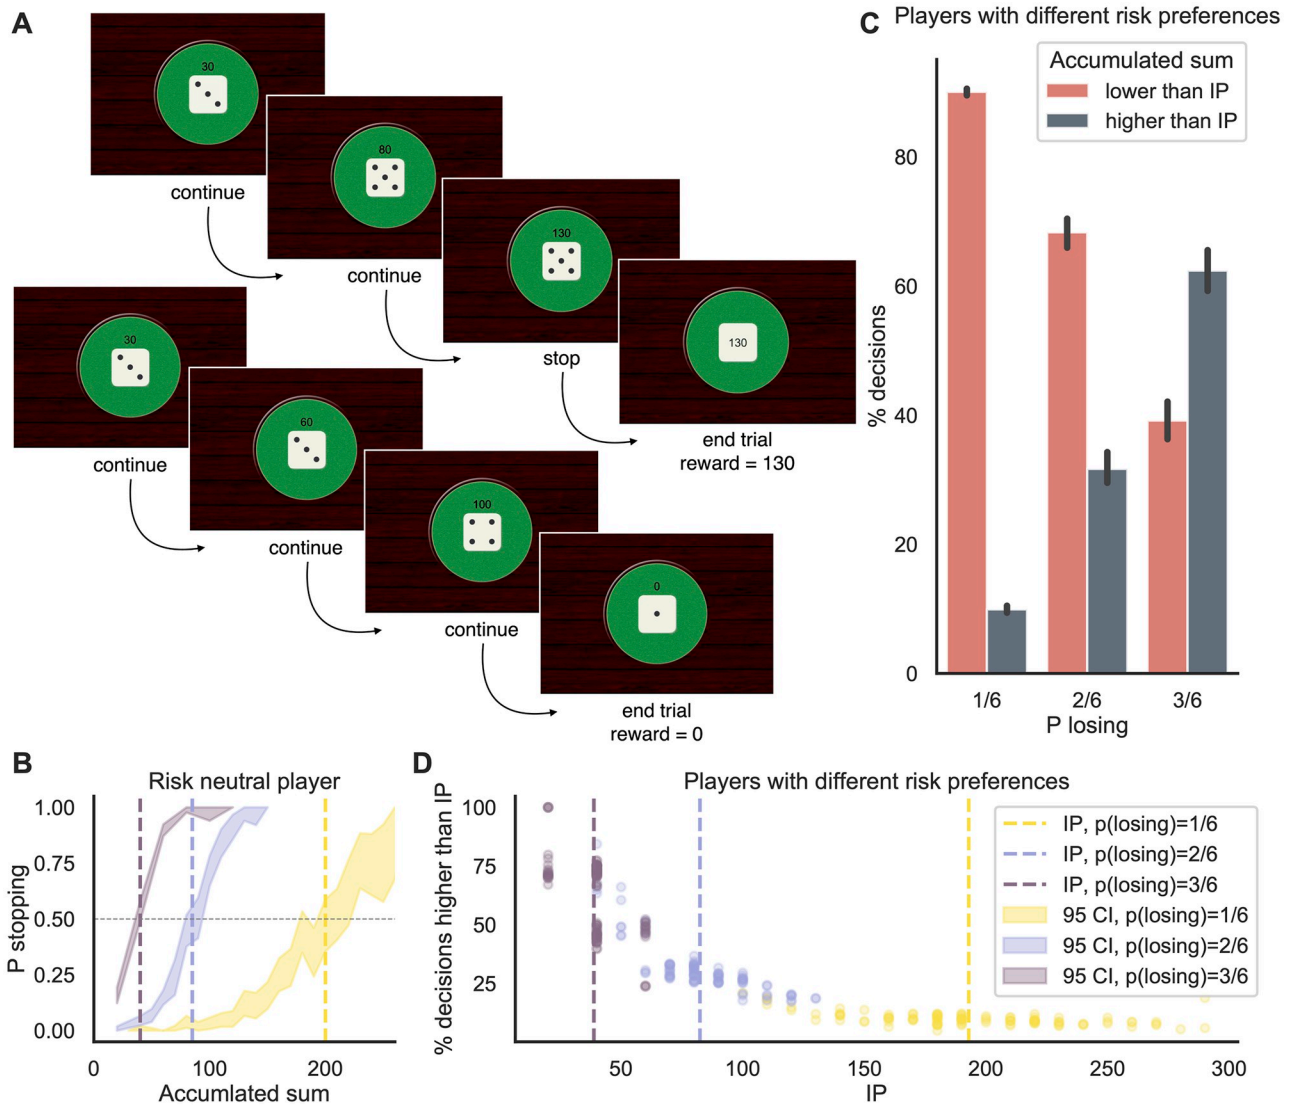 A
30
continue
80
continue
130
stop
130
end trial
reward = 130
30
continue
60
continue
100
continue
0
end trial
reward = 0
C
Players with different risk preferences
Accumulated sum
lower than IP
higher than IP
% decisions
80
60
40
20
0
1/6
2/6
3/6
P losing
B
Risk neutral player
P stopping
1.00
0.75
0.50
0.25
0.00
0
100
200
Accumlated sum
D
Players with different risk preferences
% decisions higher than IP
100
75
50
25
50
100
150
200
250
300
IP
IP, p(losing)=1/6
IP, p(losing)=2/6
IP, p(losing)=3/6
95 CI, p(losing)=1/6
95 CI, p(losing)=2/6
95 CI, p(losing)=3/6